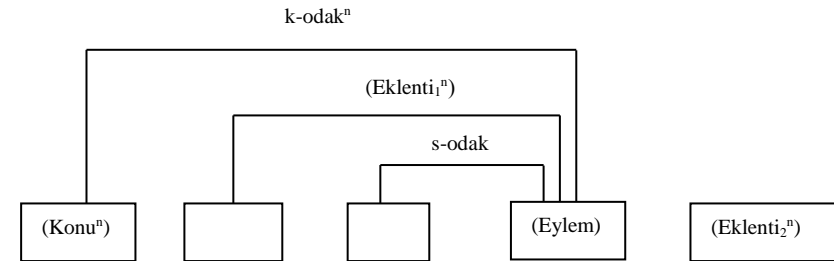 k-odakⁿ
(Eklenti₁ⁿ)
s-odak
(Konuⁿ)
(Eylem)
(Eklenti₂ⁿ)